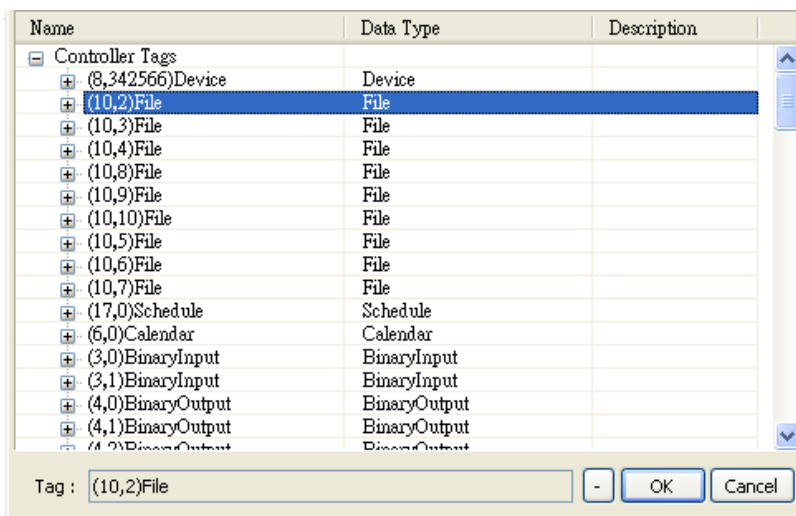 Name Data Type Description
Controller Tags
(8,342566)Device Device
(10,2)File File
(10,3)File File
(10,4)File File
(10,8)File File
(10,9)File File
(10,10)File File
(10,5)File File
(10,6)File File
(10,7)File File
(17,0)Schedule Schedule
(6,0)Calendar Calendar
(3,0)BinaryInput BinaryInput
(3,1)BinaryInput BinaryInput
(4,0)BinaryOutput BinaryOutput
(4,1)BinaryOutput BinaryOutput
(4,2)BinaryOutput BinaryOutput
Tag : (10,2)File - OK Cancel